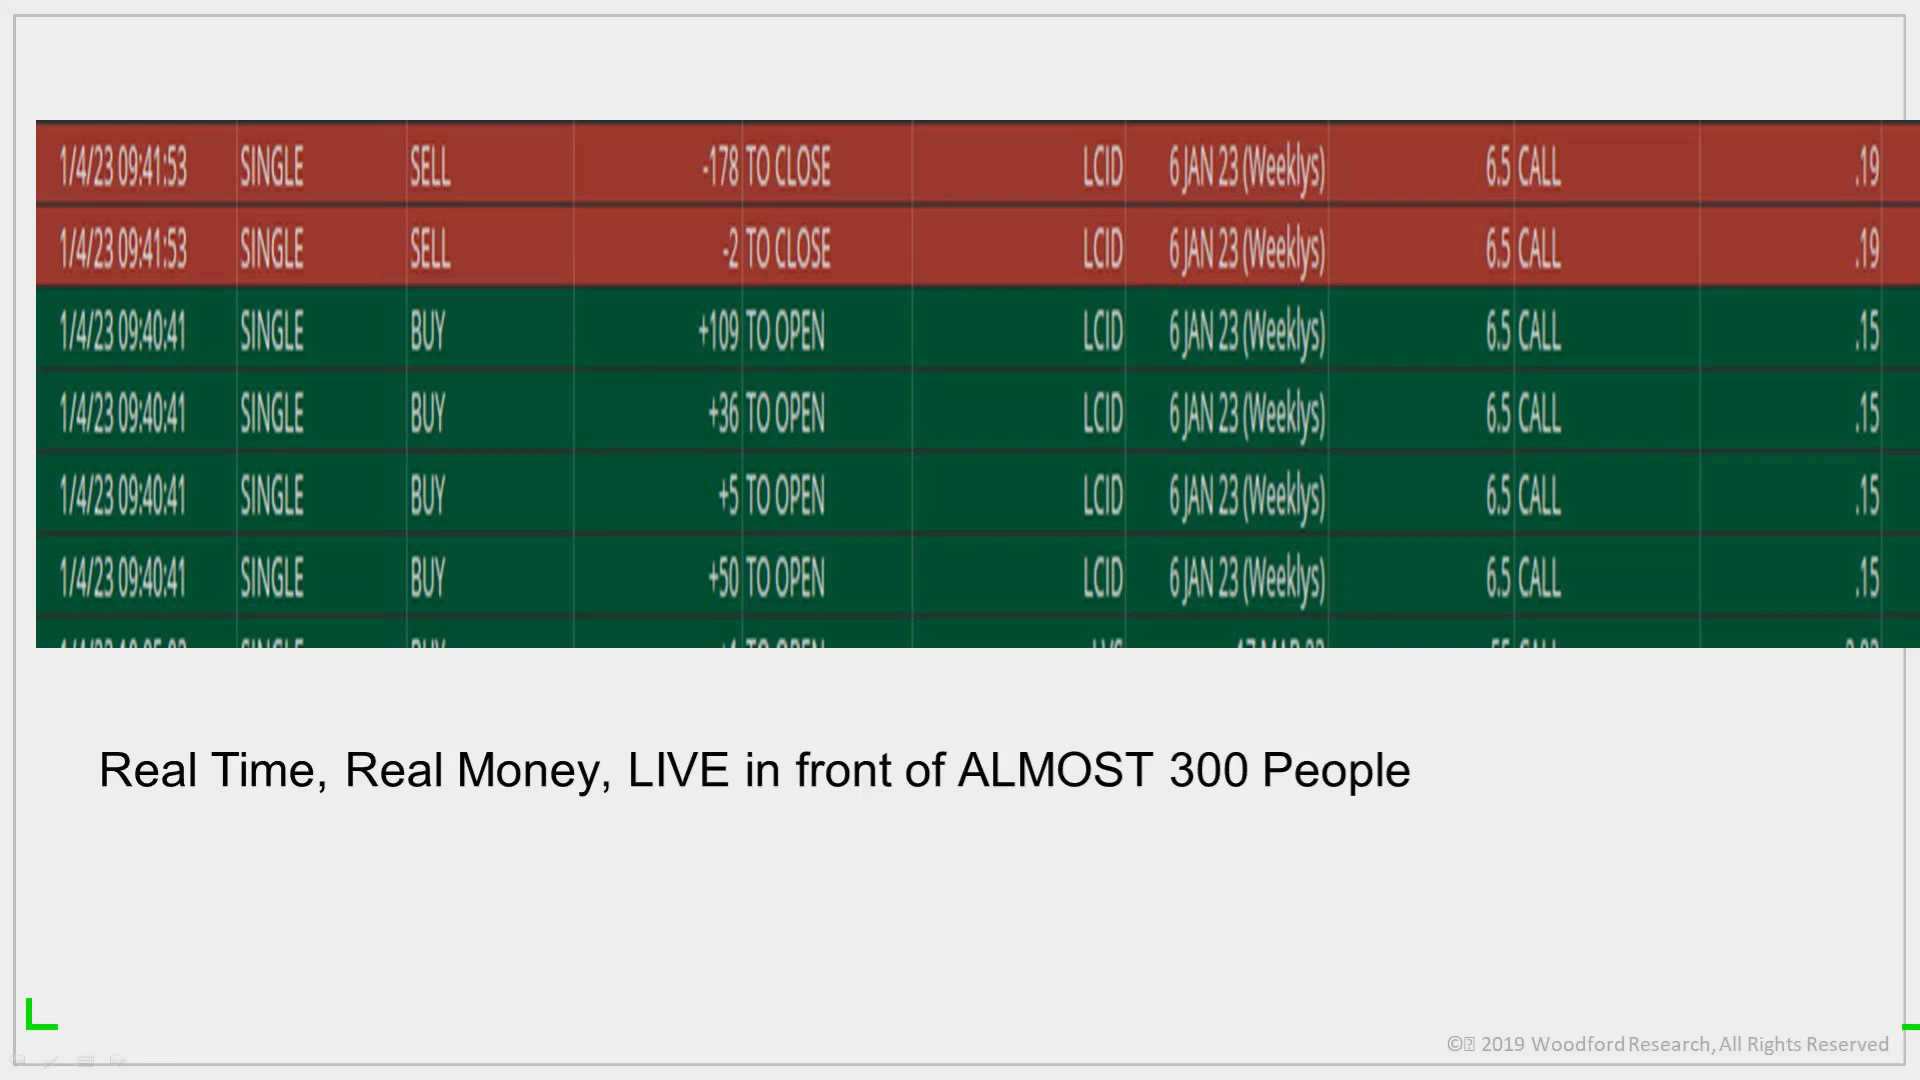 1/4/23 09:41:53 SINGLE SELL -178 TO CLOSE LCID 6 JAN 23 (Weeklys) 6.5 CALL .19
1/4/23 09:41:53 SINGLE SELL -2 TO CLOSE LCID 6 JAN 23 (Weeklys) 6.5 CALL .19
1/4/23 09:40:41 SINGLE BUY +109 TO OPEN LCID 6 JAN 23 (Weeklys) 6.5 CALL .15
1/4/23 09:40:41 SINGLE BUY +36 TO OPEN LCID 6 JAN 23 (Weeklys) 6.5 CALL .15
1/4/23 09:40:41 SINGLE BUY +5 TO OPEN LCID 6 JAN 23 (Weeklys) 6.5 CALL .15
1/4/23 09:40:41 SINGLE BUY +50 TO OPEN LCID 6 JAN 23 (Weeklys) 6.5 CALL .15
Real Time, Real Money, LIVE in front of ALMOST 300 People
© 2019 Woodford Research, All Rights Reserved